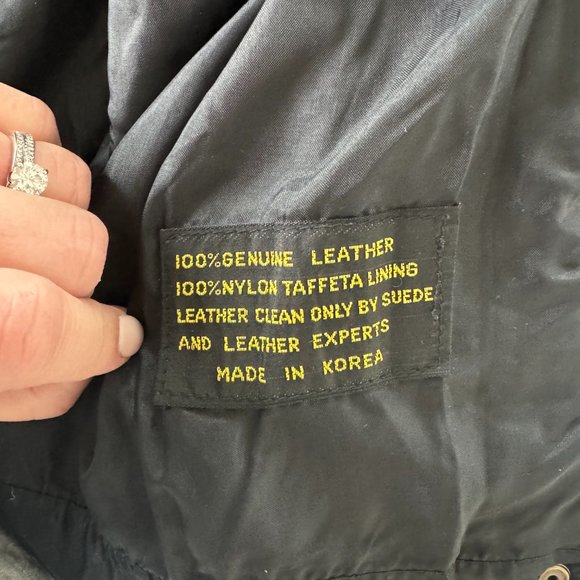 100%GENUINE LEATHER
100%NYLON TAFFETA LINING
LEATHER CLEAN ONLY BY SUEDE
AND LEATHER EXPERTS
MADE IN KOREA